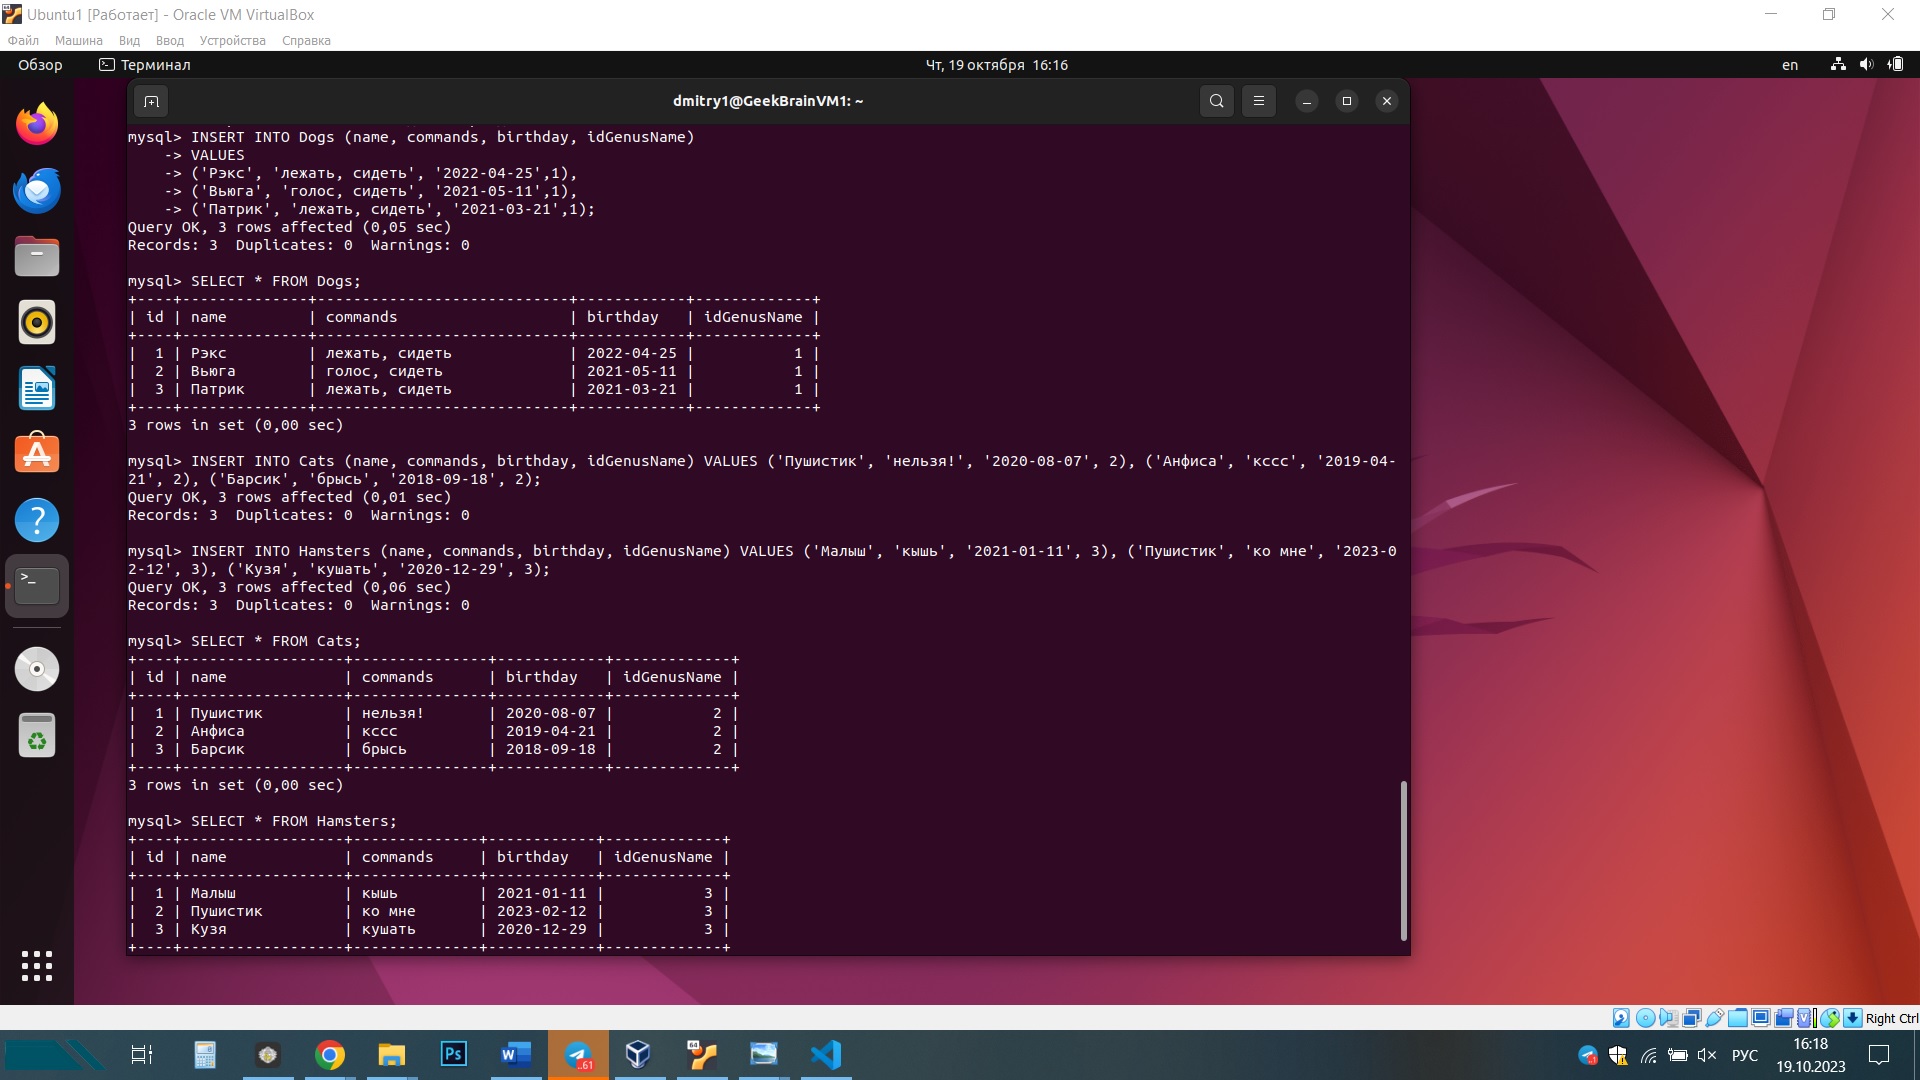 Ubuntu1 [Работает] - Oracle VM VirtualBox
Файл Машина Вид Ввод Устройства Справка
Обзор Терминал Чт, 19 октября 16:16 en
dmitry1@GeekBrainVM1: ~
mysql> INSERT INTO Dogs (name, commands, birthday, idGenusName)
    -> VALUES
    -> ('Рэкс', 'лежать, сидеть', '2022-04-25',1),
    -> ('Вьюга', 'голос, сидеть', '2021-05-11',1),
    -> ('Патрик', 'лежать, сидеть', '2021-03-21',1);
Query OK, 3 rows affected (0,05 sec)
Records: 3  Duplicates: 0  Warnings: 0
mysql> SELECT * FROM Dogs;
+----+--------------+----------------------------+------------+-------------+
| id | name         | commands                   | birthday   | idGenusName |
+----+--------------+----------------------------+------------+-------------+
|  1 | Рэкс         | лежать, сидеть             | 2022-04-25 |           1 |
|  2 | Вьюга        | голос, сидеть              | 2021-05-11 |           1 |
|  3 | Патрик       | лежать, сидеть             | 2021-03-21 |           1 |
+----+--------------+----------------------------+------------+-------------+
3 rows in set (0,00 sec)
mysql> INSERT INTO Cats (name, commands, birthday, idGenusName) VALUES ('Пушистик', 'нельзя!', '2020-08-07', 2), ('Анфиса', 'кссс', '2019-04-
21', 2), ('Барсик', 'брысь', '2018-09-18', 2);
Query OK, 3 rows affected (0,01 sec)
Records: 3  Duplicates: 0  Warnings: 0
mysql> INSERT INTO Hamsters (name, commands, birthday, idGenusName) VALUES ('Малыш', 'кышь', '2021-01-11', 3), ('Пушистик', 'ко мне', '2023-0
2-12', 3), ('Кузя', 'кушать', '2020-12-29', 3);
Query OK, 3 rows affected (0,06 sec)
Records: 3  Duplicates: 0  Warnings: 0
mysql> SELECT * FROM Cats;
+----+------------------+---------------+------------+-------------+
| id | name             | commands      | birthday   | idGenusName |
+----+------------------+---------------+------------+-------------+
|  1 | Пушистик         | нельзя!       | 2020-08-07 |           2 |
|  2 | Анфиса           | кссс          | 2019-04-21 |           2 |
|  3 | Барсик           | брысь         | 2018-09-18 |           2 |
+----+------------------+---------------+------------+-------------+
3 rows in set (0,00 sec)
mysql> SELECT * FROM Hamsters;
+----+------------------+--------------+------------+-------------+
| id | name             | commands     | birthday   | idGenusName |
+----+------------------+--------------+------------+-------------+
|  1 | Малыш            | кышь         | 2021-01-11 |           3 |
|  2 | Пушистик         | ко мне       | 2023-02-12 |           3 |
|  3 | Кузя             | кушать       | 2020-12-29 |           3 |
+----+------------------+--------------+------------+-------------+
Right Ctrl
Ps W 61 64 РУС 16:18
19.10.2023